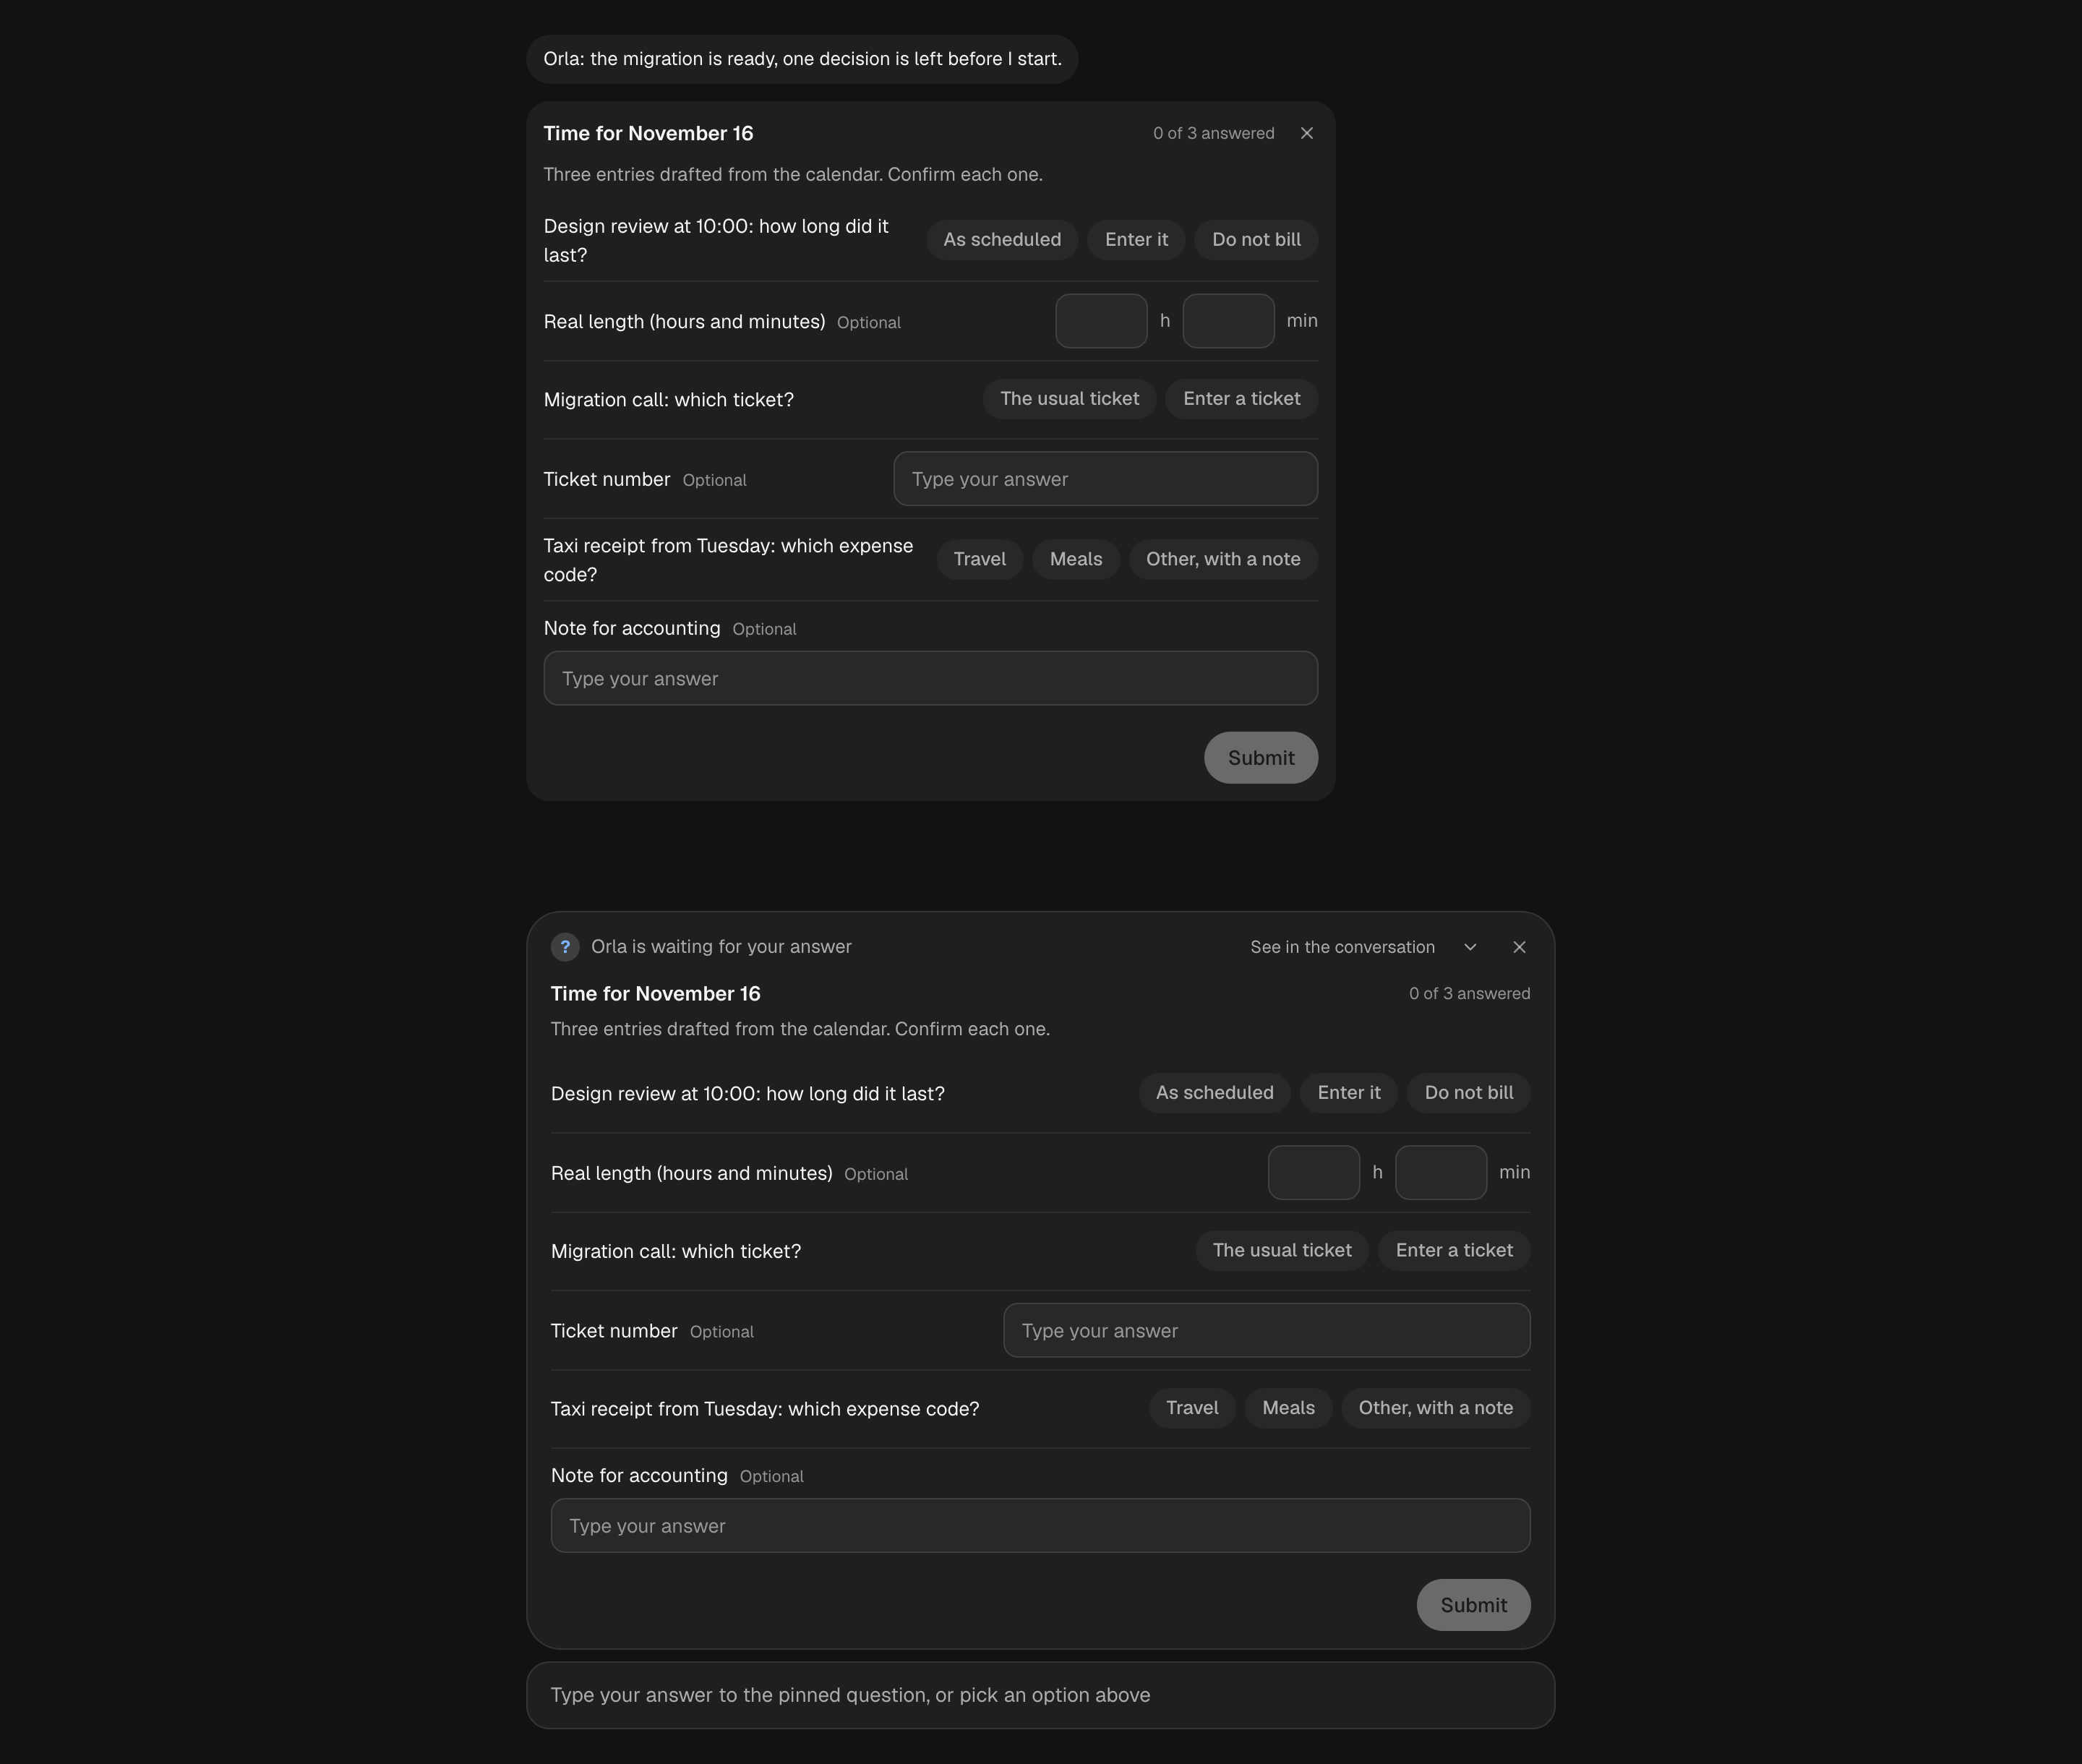 Orla: the migration is ready, one decision is left before I start.
Time for November 16
0 of 3 answered
Three entries drafted from the calendar. Confirm each one.
Design review at 10:00: how long did it
last?
As scheduled
Enter it
Do not bill
Real length (hours and minutes) Optional
h
min
Migration call: which ticket?
The usual ticket
Enter a ticket
Ticket number Optional
Type your answer
Taxi receipt from Tuesday: which expense
code?
Travel
Meals
Other, with a note
Note for accounting Optional
Type your answer
Submit
? Orla is waiting for your answer
See in the conversation
Time for November 16
0 of 3 answered
Three entries drafted from the calendar. Confirm each one.
Design review at 10:00: how long did it last?
As scheduled
Enter it
Do not bill
Real length (hours and minutes) Optional
h
min
Migration call: which ticket?
The usual ticket
Enter a ticket
Ticket number Optional
Type your answer
Taxi receipt from Tuesday: which expense code?
Travel
Meals
Other, with a note
Note for accounting Optional
Type your answer
Submit
Type your answer to the pinned question, or pick an option above